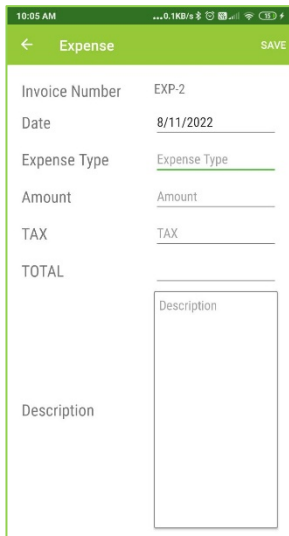 10:05 AM ...0.1KB/s 15
Expense SAVE
Invoice Number EXP-2
Date 8/11/2022
Expense Type Expense Type
Amount Amount
TAX TAX
TOTAL
Description
Description